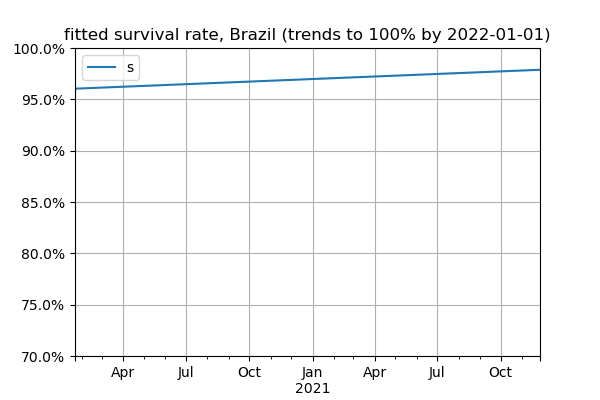 fitted survival rate, Brazil (trends to 100% by 2022-01-01)
100.0%
s
95.0%
90.0%
85.0%
80.0%
75.0%
70.0%
Apr Jul Oct Jan Apr Jul Oct
2021